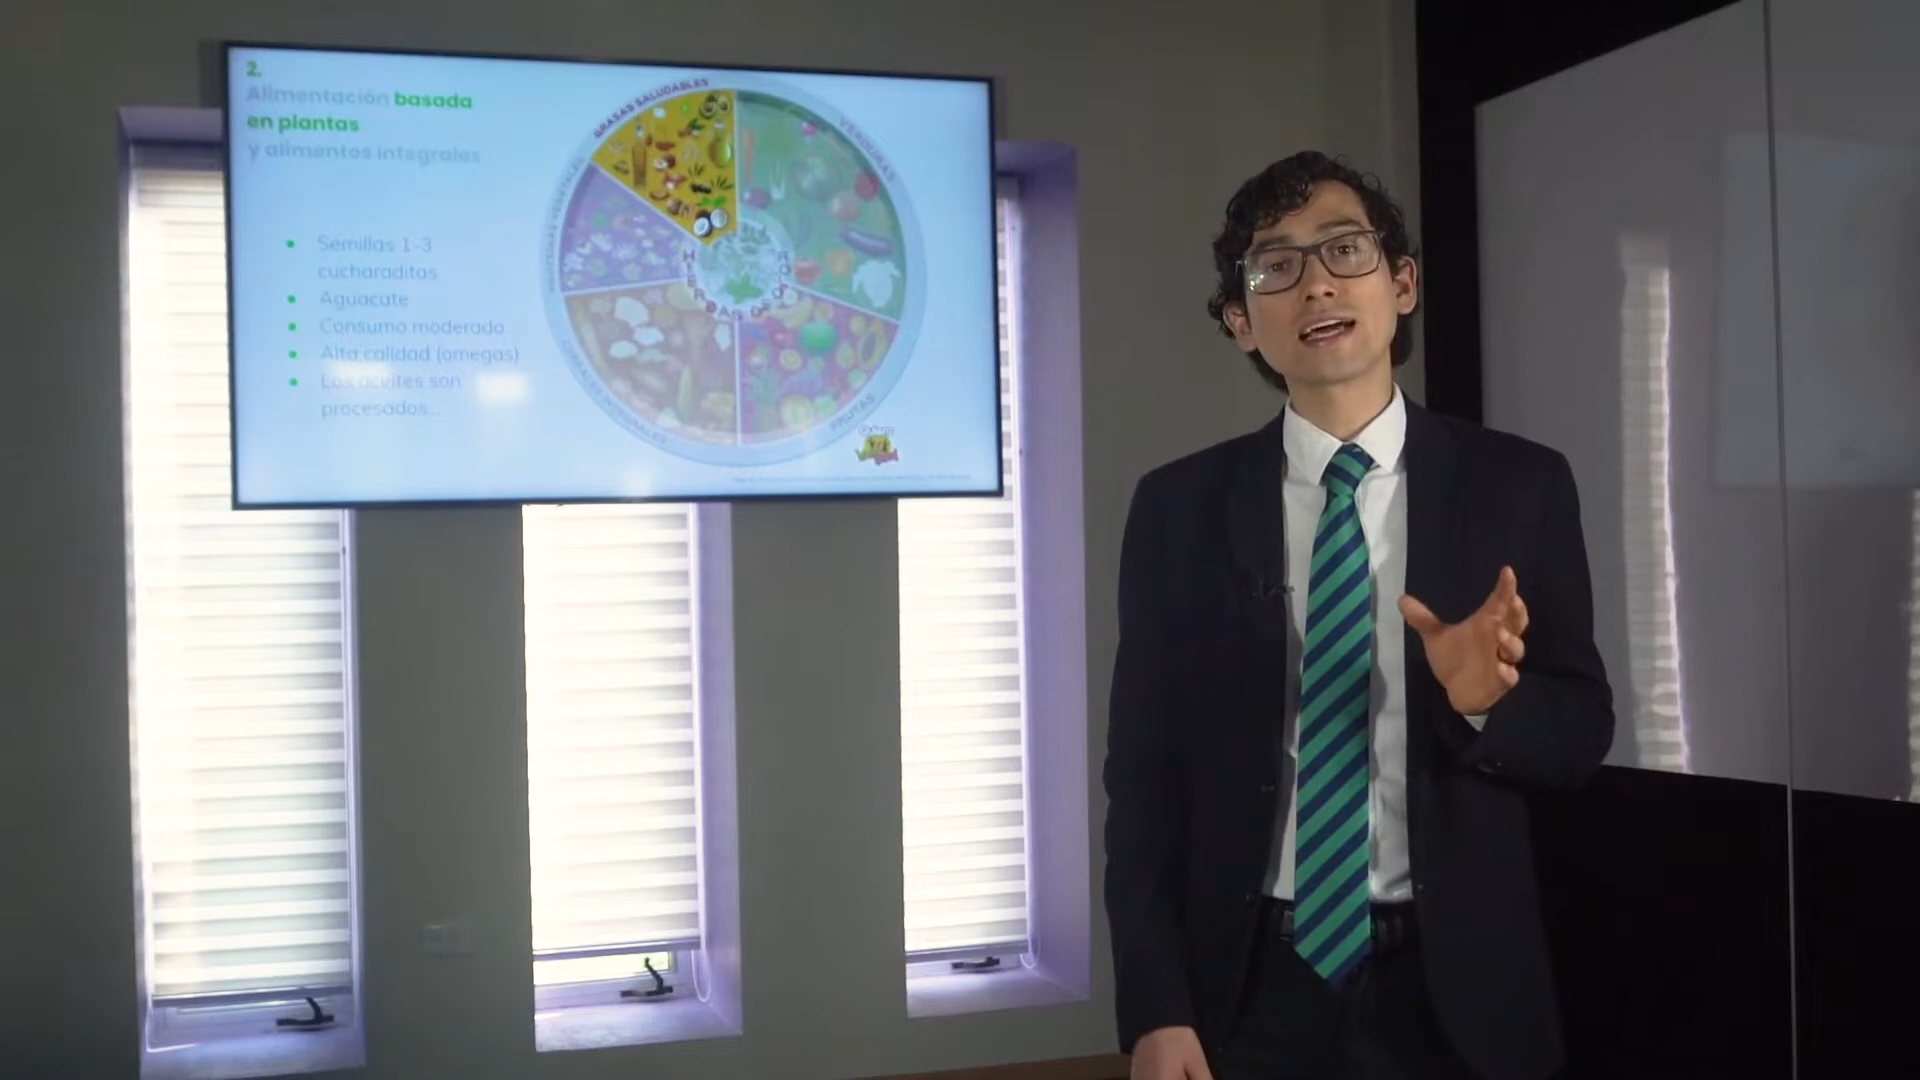 2.
Alimentación basada
en plantas
y alimentos integrales
Semillas 1-3
cucharaditas
Aguacate
Consumo moderado
Alta calidad (omegas)
Los aceites son
procesados...
GRASAS SALUDABLES
VERDURAS
FRUTAS
CEREALES INTEGRALES
PROTEÍNAS VEGETALES
HIERBAS DE OLOR